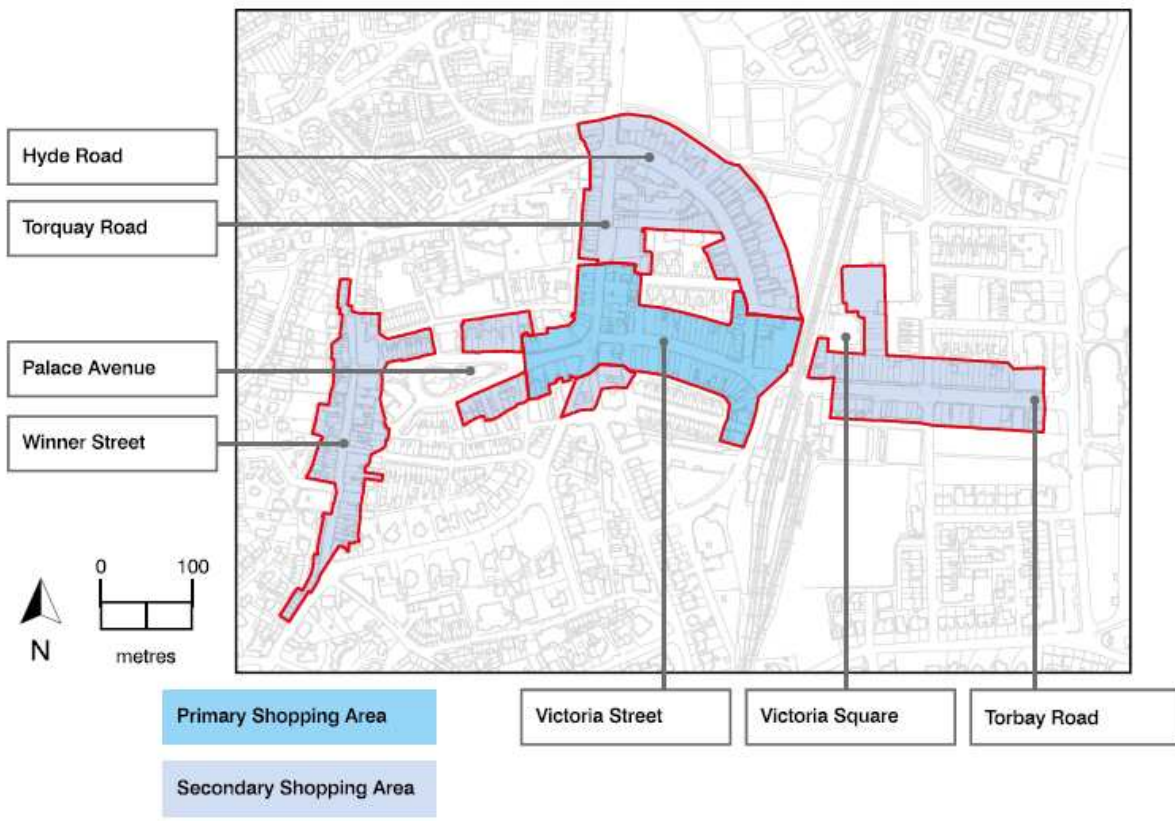 Hyde Road
Torquay Road
Palace Avenue
Winner Street
0 100
metres
N
Primary Shopping Area
Secondary Shopping Area
Victoria Street
Victoria Square
Torbay Road